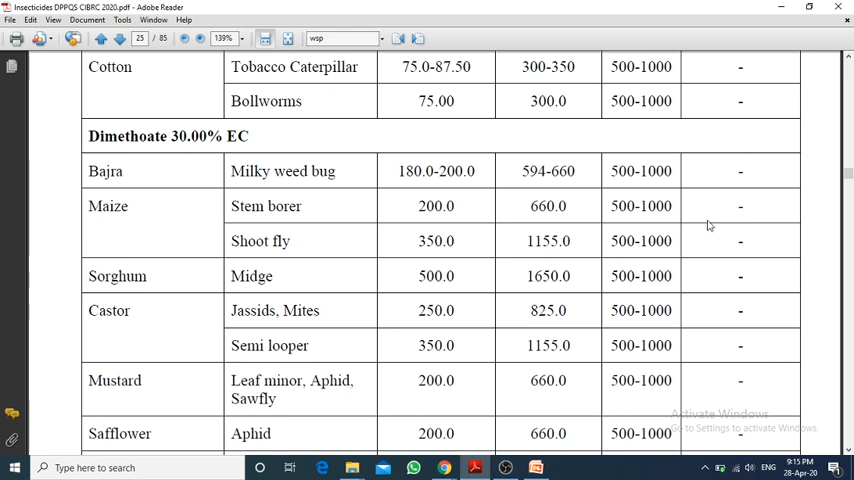 Insecticides DPPQS CIBRC 2020.pdf - Adobe Reader
File Edit View Document Tools Window Help
25 / 85 139% wsp
Cotton Tobacco Caterpillar 75.0-87.50 300-350 500-1000 -
Bollworms 75.00 300.0 500-1000 -
Dimethoate 30.00% EC
Bajra Milky weed bug 180.0-200.0 594-660 500-1000 -
Maize Stem borer 200.0 660.0 500-1000 -
Shoot fly 350.0 1155.0 500-1000 -
Sorghum Midge 500.0 1650.0 500-1000 -
Castor Jassids, Mites 250.0 825.0 500-1000 -
Semi looper 350.0 1155.0 500-1000 -
Mustard Leaf minor, Aphid, 200.0 660.0 500-1000 -
Sawfly
Activate Windows
Go to Settings to activate Windows.
Safflower Aphid 200.0 660.0 500-1000 -
Type here to search
ENG
9:15 PM
28-Apr-20